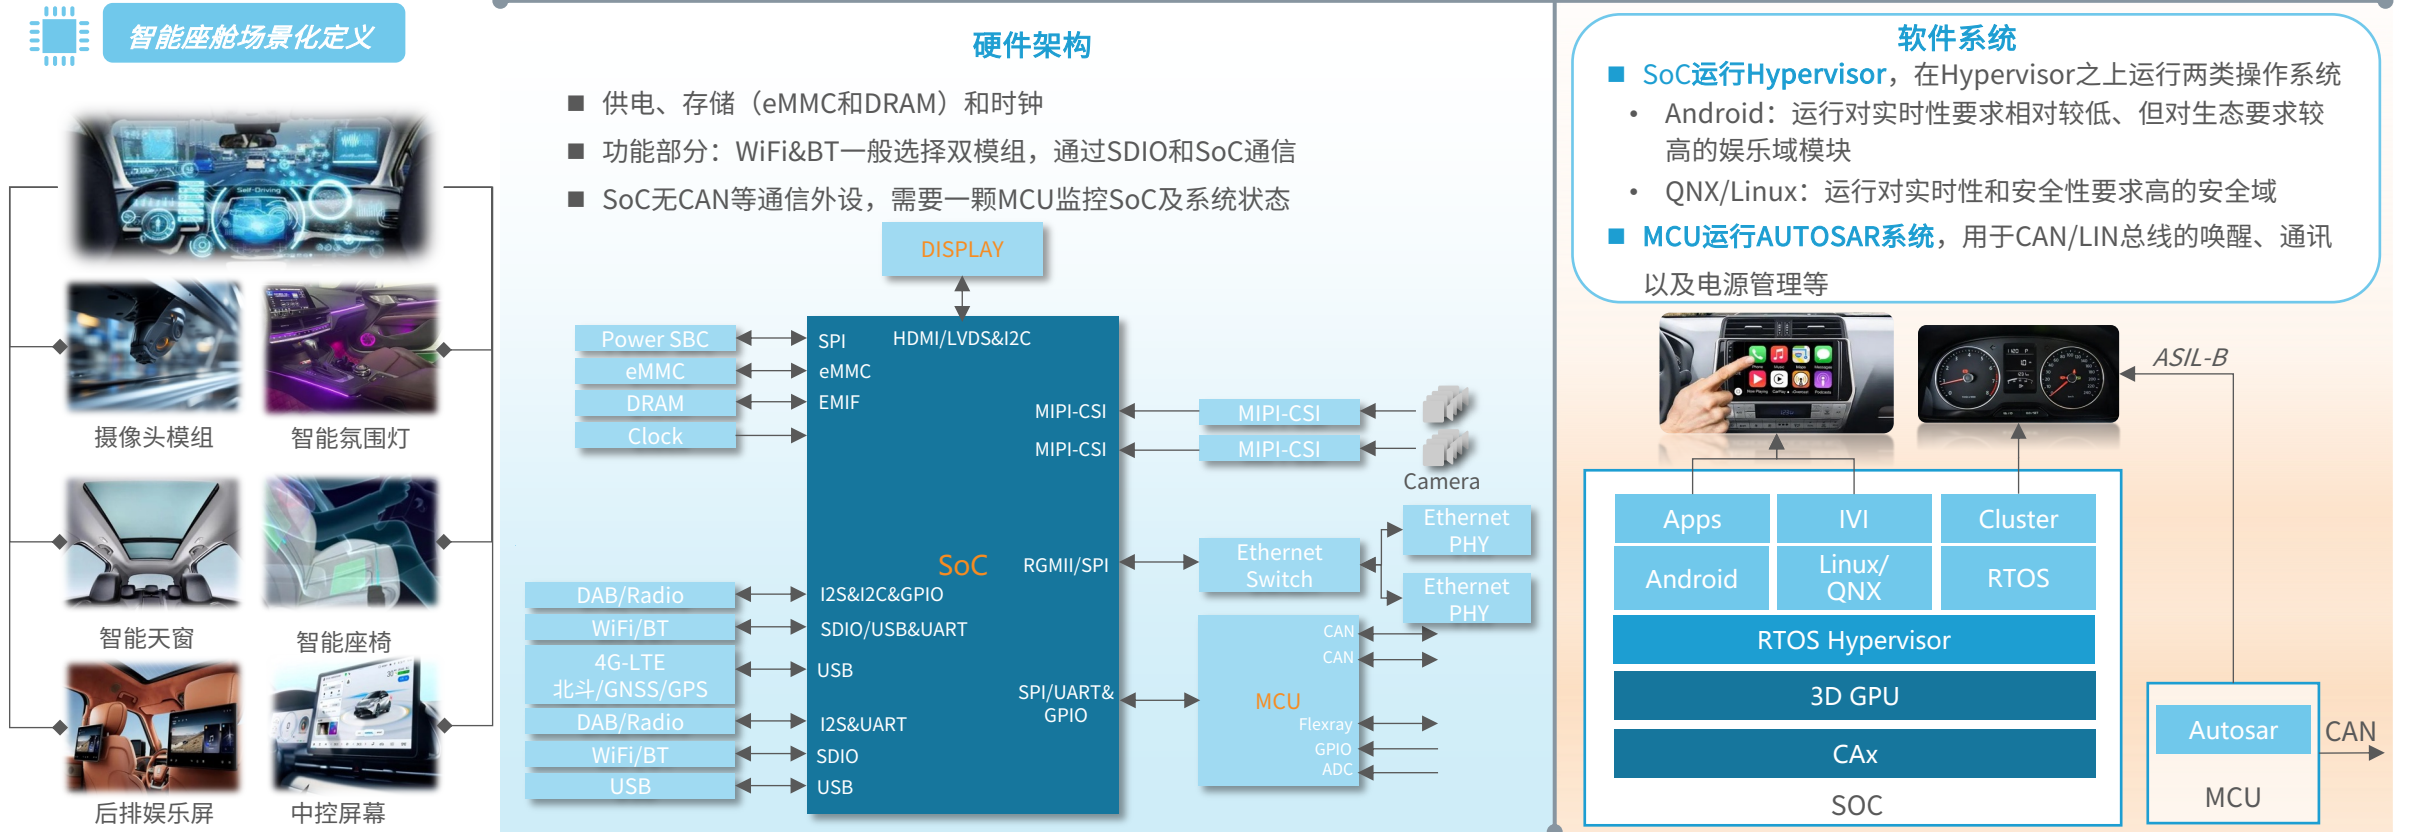 智能座舱场景化定义
摄像头模组
智能氛围灯
智能天窗
智能座椅
后排娱乐屏
中控屏幕
硬件架构
■ 供电、存储（eMMC和DRAM）和时钟
■ 功能部分：WiFi&BT一般选择双模组，通过SDIO和SoC通信
■ SoC无CAN等通信外设，需要一颗MCU监控SoC及系统状态
DISPLAY
HDMI/LVDS&I2C
Power SBC
SPI
eMMC
eMMC
DRAM
EMIF
Clock
MIPI-CSI
MIPI-CSI
MIPI-CSI
MIPI-CSI
Camera
SoC
RGMII/SPI
Ethernet
Switch
Ethernet
PHY
Ethernet
PHY
DAB/Radio
I2S&I2C&GPIO
WiFi/BT
SDIO/USB&UART
4G-LTE
北斗/GNSS/GPS
USB
DAB/Radio
I2S&UART
WiFi/BT
SDIO
USB
USB
SPI/UART&
GPIO
MCU
CAN
CAN
Flexray
GPIO
ADC
软件系统
■ SoC运行Hypervisor，在Hypervisor之上运行两类操作系统
• Android：运行对实时性要求相对较低、但对生态要求较
高的娱乐域模块
• QNX/Linux：运行对实时性和安全性要求高的安全域
■ MCU运行AUTOSAR系统，用于CAN/LIN总线的唤醒、通讯
以及电源管理等
ASIL-B
Apps
IVI
Cluster
Android
Linux/
QNX
RTOS
RTOS Hypervisor
3D GPU
CAx
SOC
Autosar
MCU
CAN